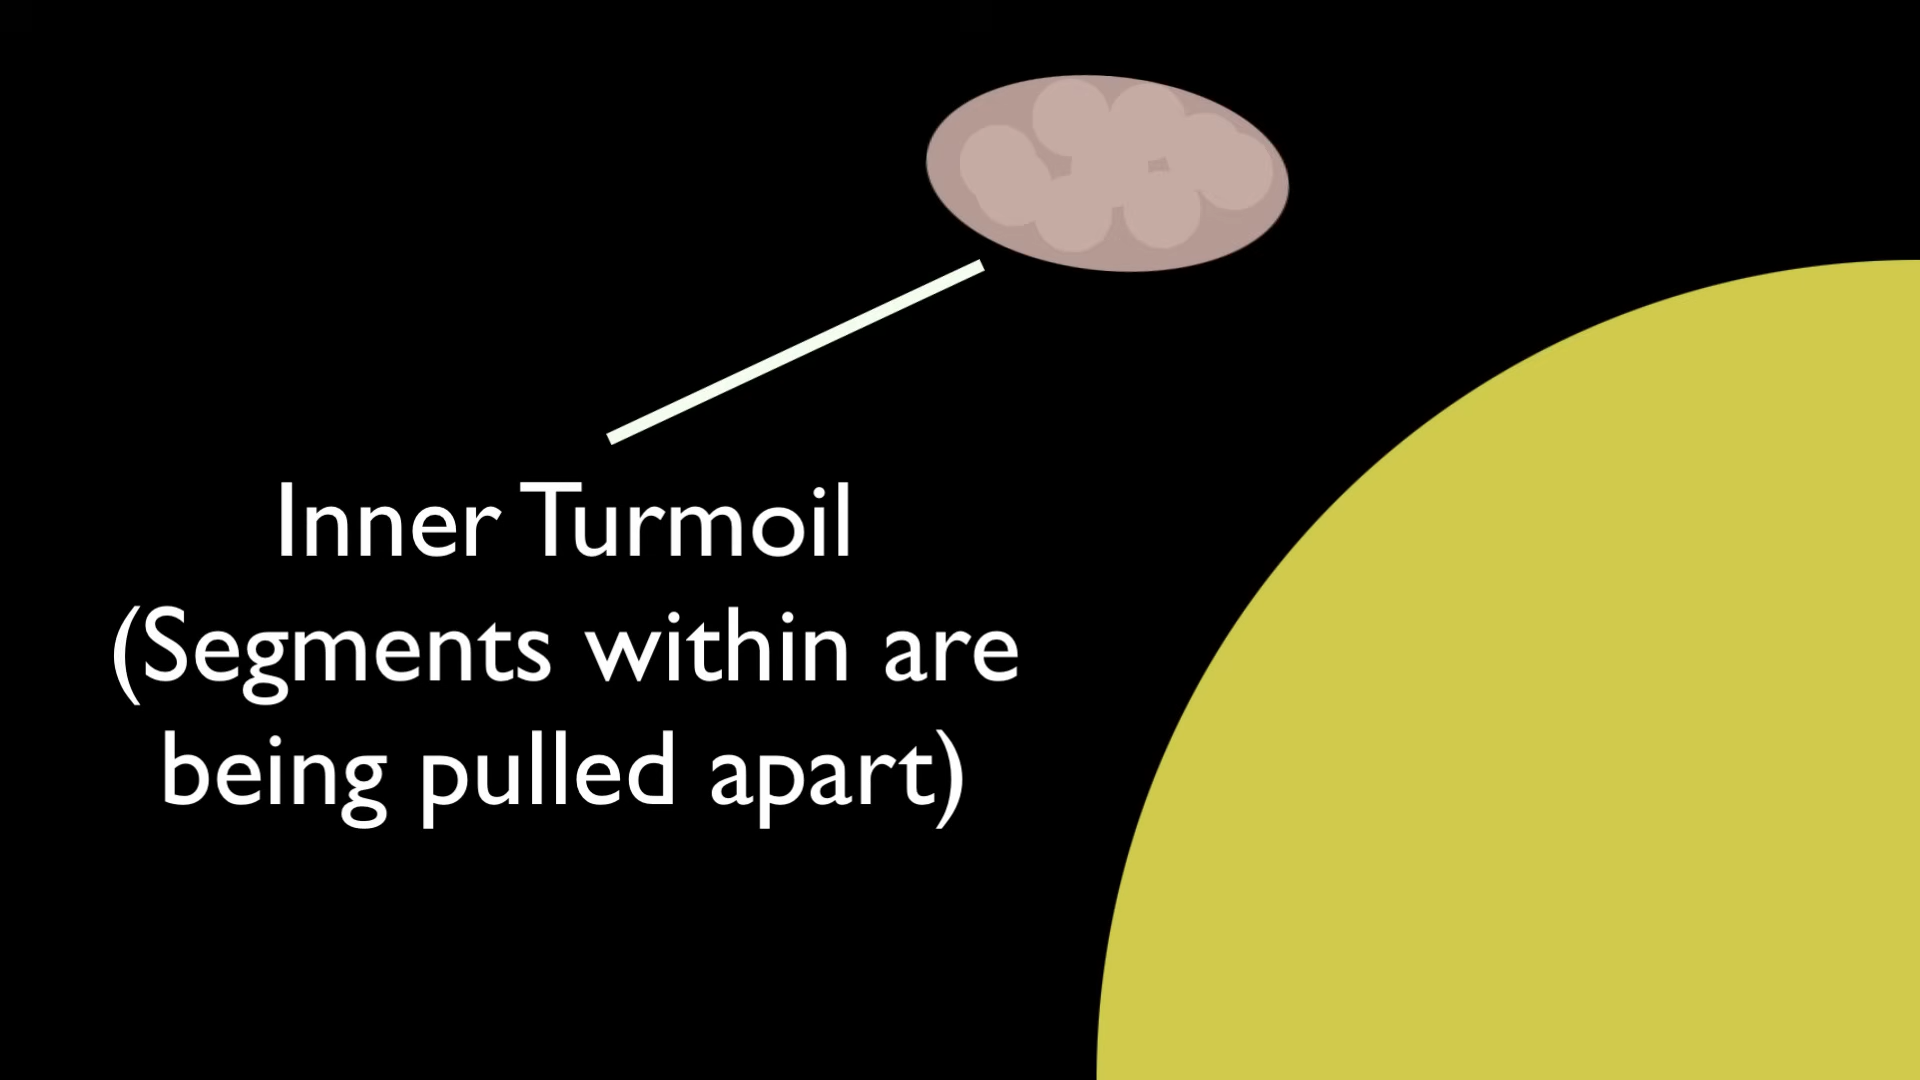 Inner Turmoil
(Segments within are
being pulled apart)